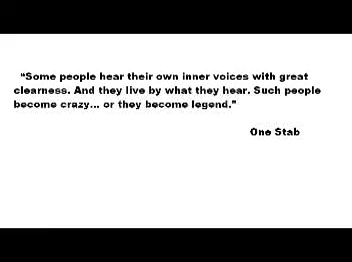 “Some people hear their own inner voices with great
clearness. And they live by what they hear. Such people
become crazy... or they become legend.”
One Stab